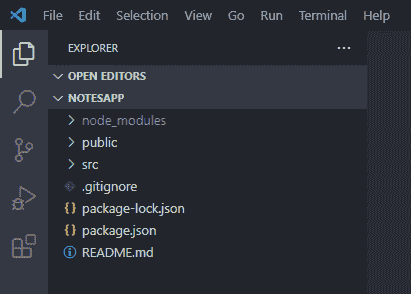 File Edit Selection View Go Run Terminal Help
EXPLORER
OPEN EDITORS
NOTESAPP
node_modules
public
src
.gitignore
{} package-lock.json
{} package.json
README.md